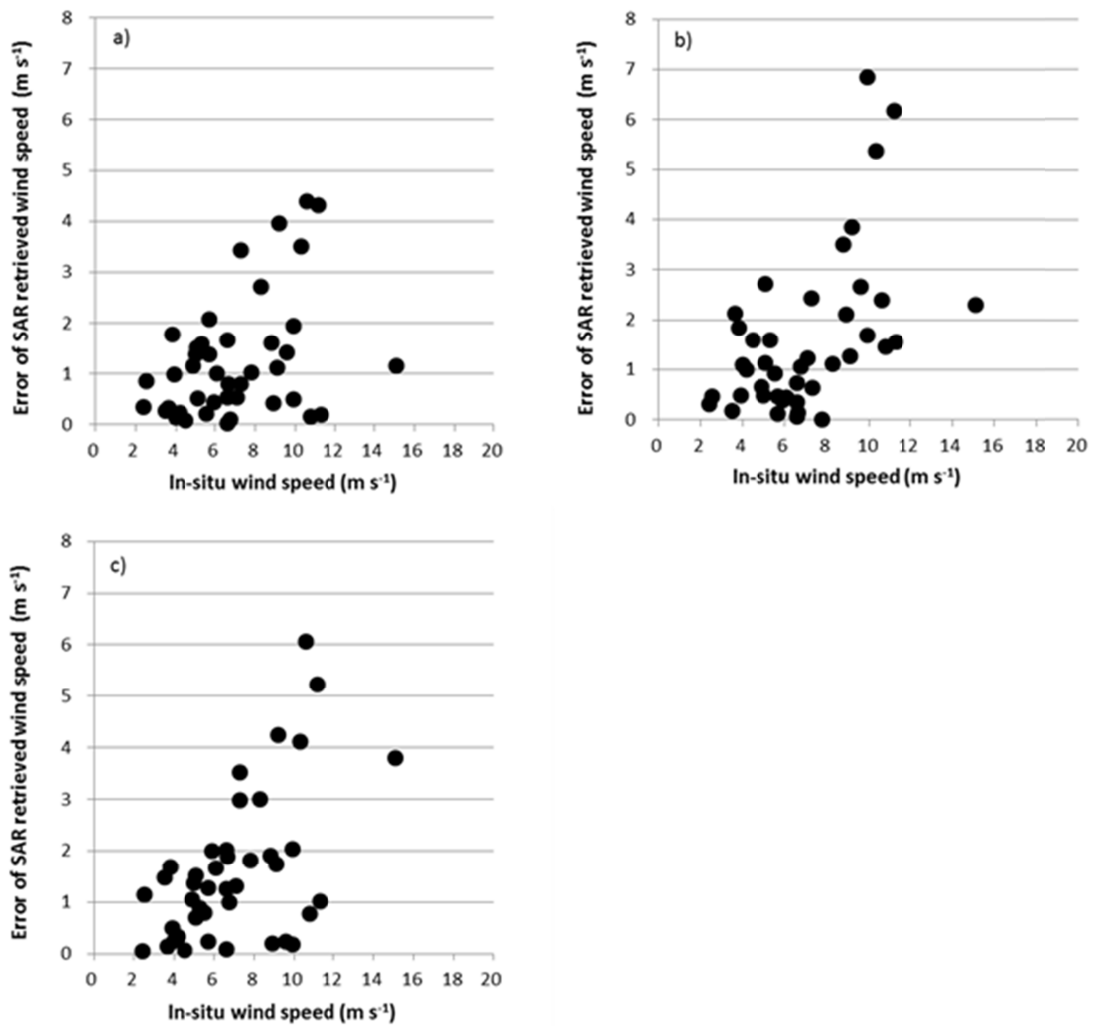 a)
Error of SAR retrieved wind speed (m s⁻¹)
8
7
6
5
4
3
2
1
0
0 2 4 6 8 10 12 14 16 18 20
In-situ wind speed (m s⁻¹)
b)
Error of SAR retrieved wind speed (m s⁻¹)
8
7
6
5
4
3
2
1
0
0 2 4 6 8 10 12 14 16 18 20
In-situ wind speed (m s⁻¹)
c)
Error of SAR retrieved wind speed (m s⁻¹)
8
7
6
5
4
3
2
1
0
0 2 4 6 8 10 12 14 16 18 20
In-situ wind speed (m s⁻¹)